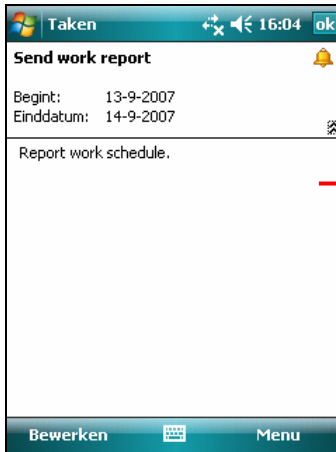 Taken 16:04 ok
Send work report
Begint: 13-9-2007
Einddatum: 14-9-2007
Report work schedule.
Bewerken Menu